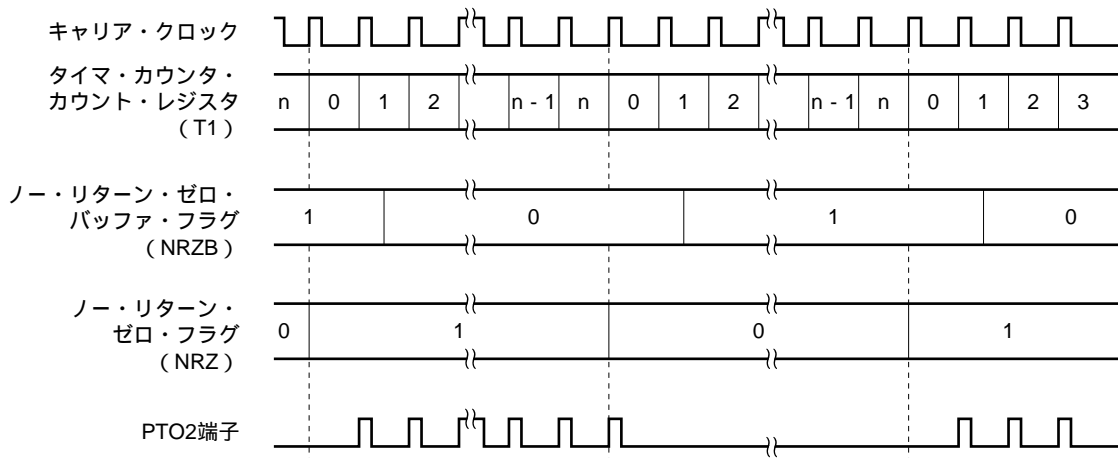 キャリア・クロック
タイマ・カウンタ・
カウント・レジスタ
（T1）
n 0 1 2 n - 1 n 0 1 2 n - 1 n 0 1 2 3
ノー・リターン・ゼロ・
バッファ・フラグ
（NRZB）
1 0 1 0
ノー・リターン・
ゼロ・フラグ
（NRZ）
0 1 0 1
PTO2端子